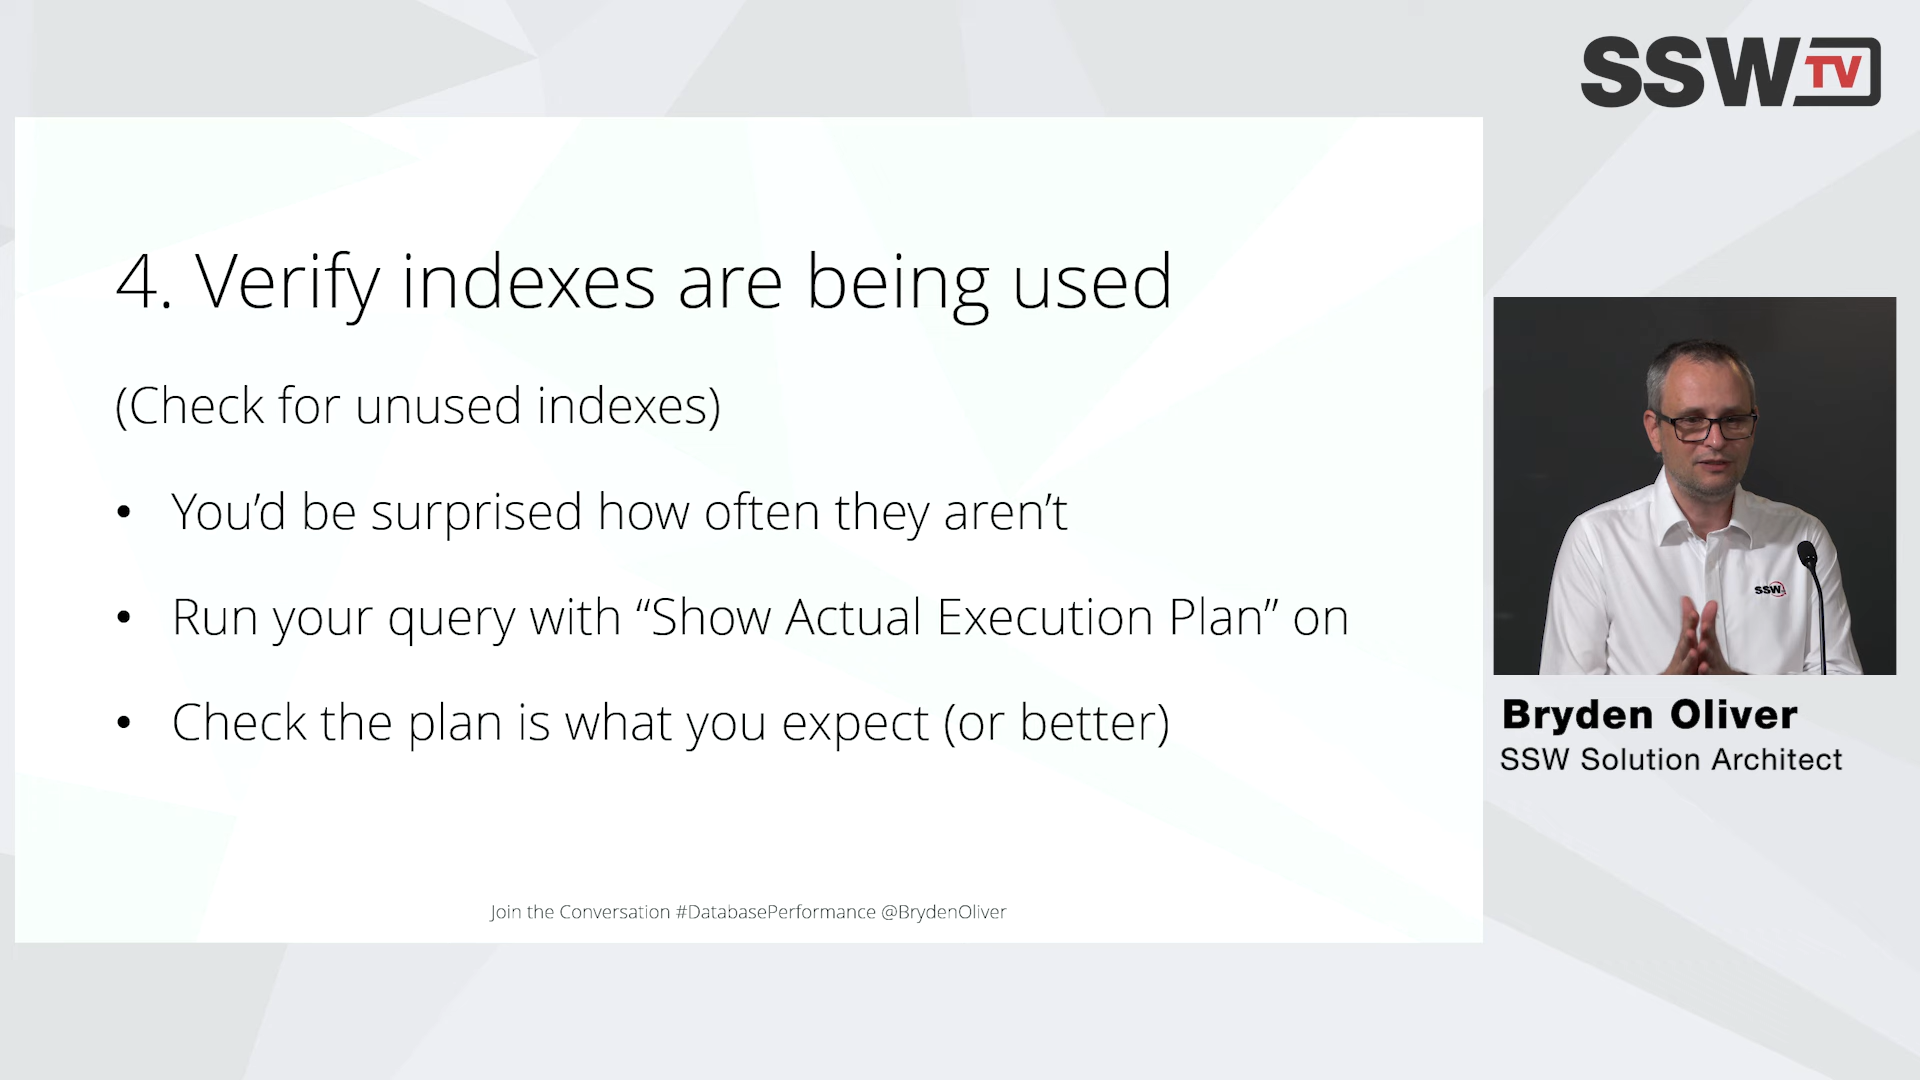 SSW TV
4. Verify indexes are being used
(Check for unused indexes)
• You’d be surprised how often they aren’t
• Run your query with “Show Actual Execution Plan” on
• Check the plan is what you expect (or better)
Join the Conversation #DatabasePerformance @BrydenOliver
SSW
Bryden Oliver
SSW Solution Architect